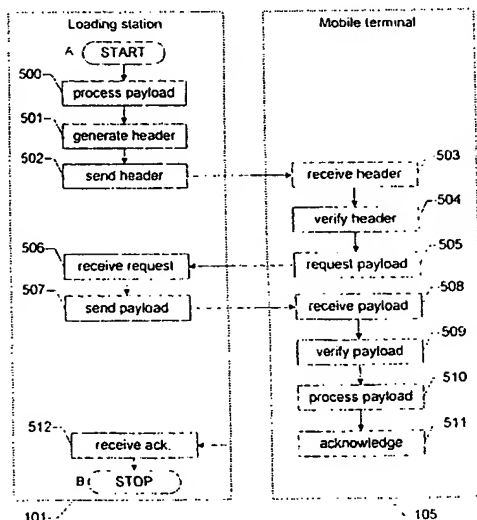 Loading station
Mobile terminal
A START
500
process payload
501
generate header
502
send header
receive header
503
verify header
504
506
receive request
request payload
505
507
send payload
receive payload
508
verify payload
509
process payload
510
512
receive ack.
acknowledge
511
B STOP
101
105